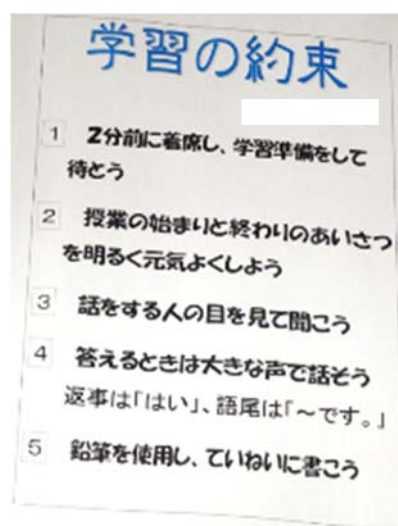 学習の約束
1 2分前に着席し、学習準備をして
待とう
2 授業の始まりと終わりのあいさつ
を明るく元気よくしよう
3 話をする人の目を見て聞こう
4 答えるときは大きな声で話そう
返事は「はい」、語尾は「～です。」
5 鉛筆を使用し、ていねいに書こう